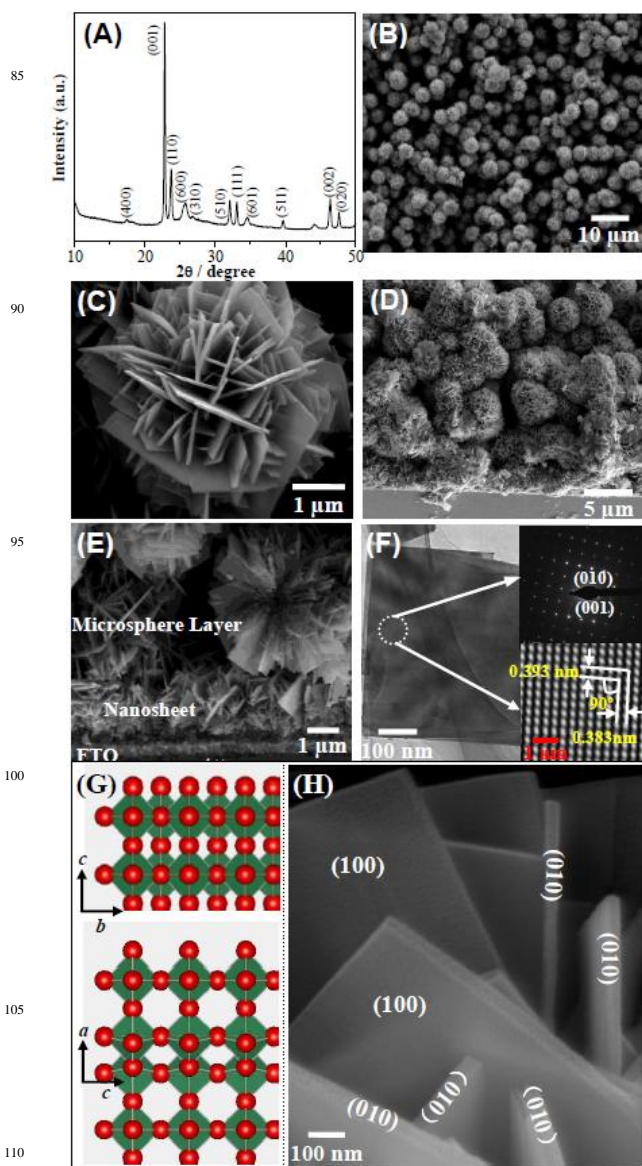 85
(A)
Intensity (a.u.)
(001)
(110)
(400)
(600)
(310)
(510)
(111)
(601)
(511)
(002)
(020)
10 20 30 40 50
2θ / degree
(B)
10 µm
90
(C)
1 µm
(D)
5 µm
95
(E)
Microsphere Layer
Nanosheet
1 µm
FTO
(F)
100 nm
(010)
(001)
0.393 nm
90°
0.383nm
1 nm
100
(G)
c
b
105
a
c
(H)
(100)
(010)
(010)
(100)
(010)
(010)
(010)
100 nm
110